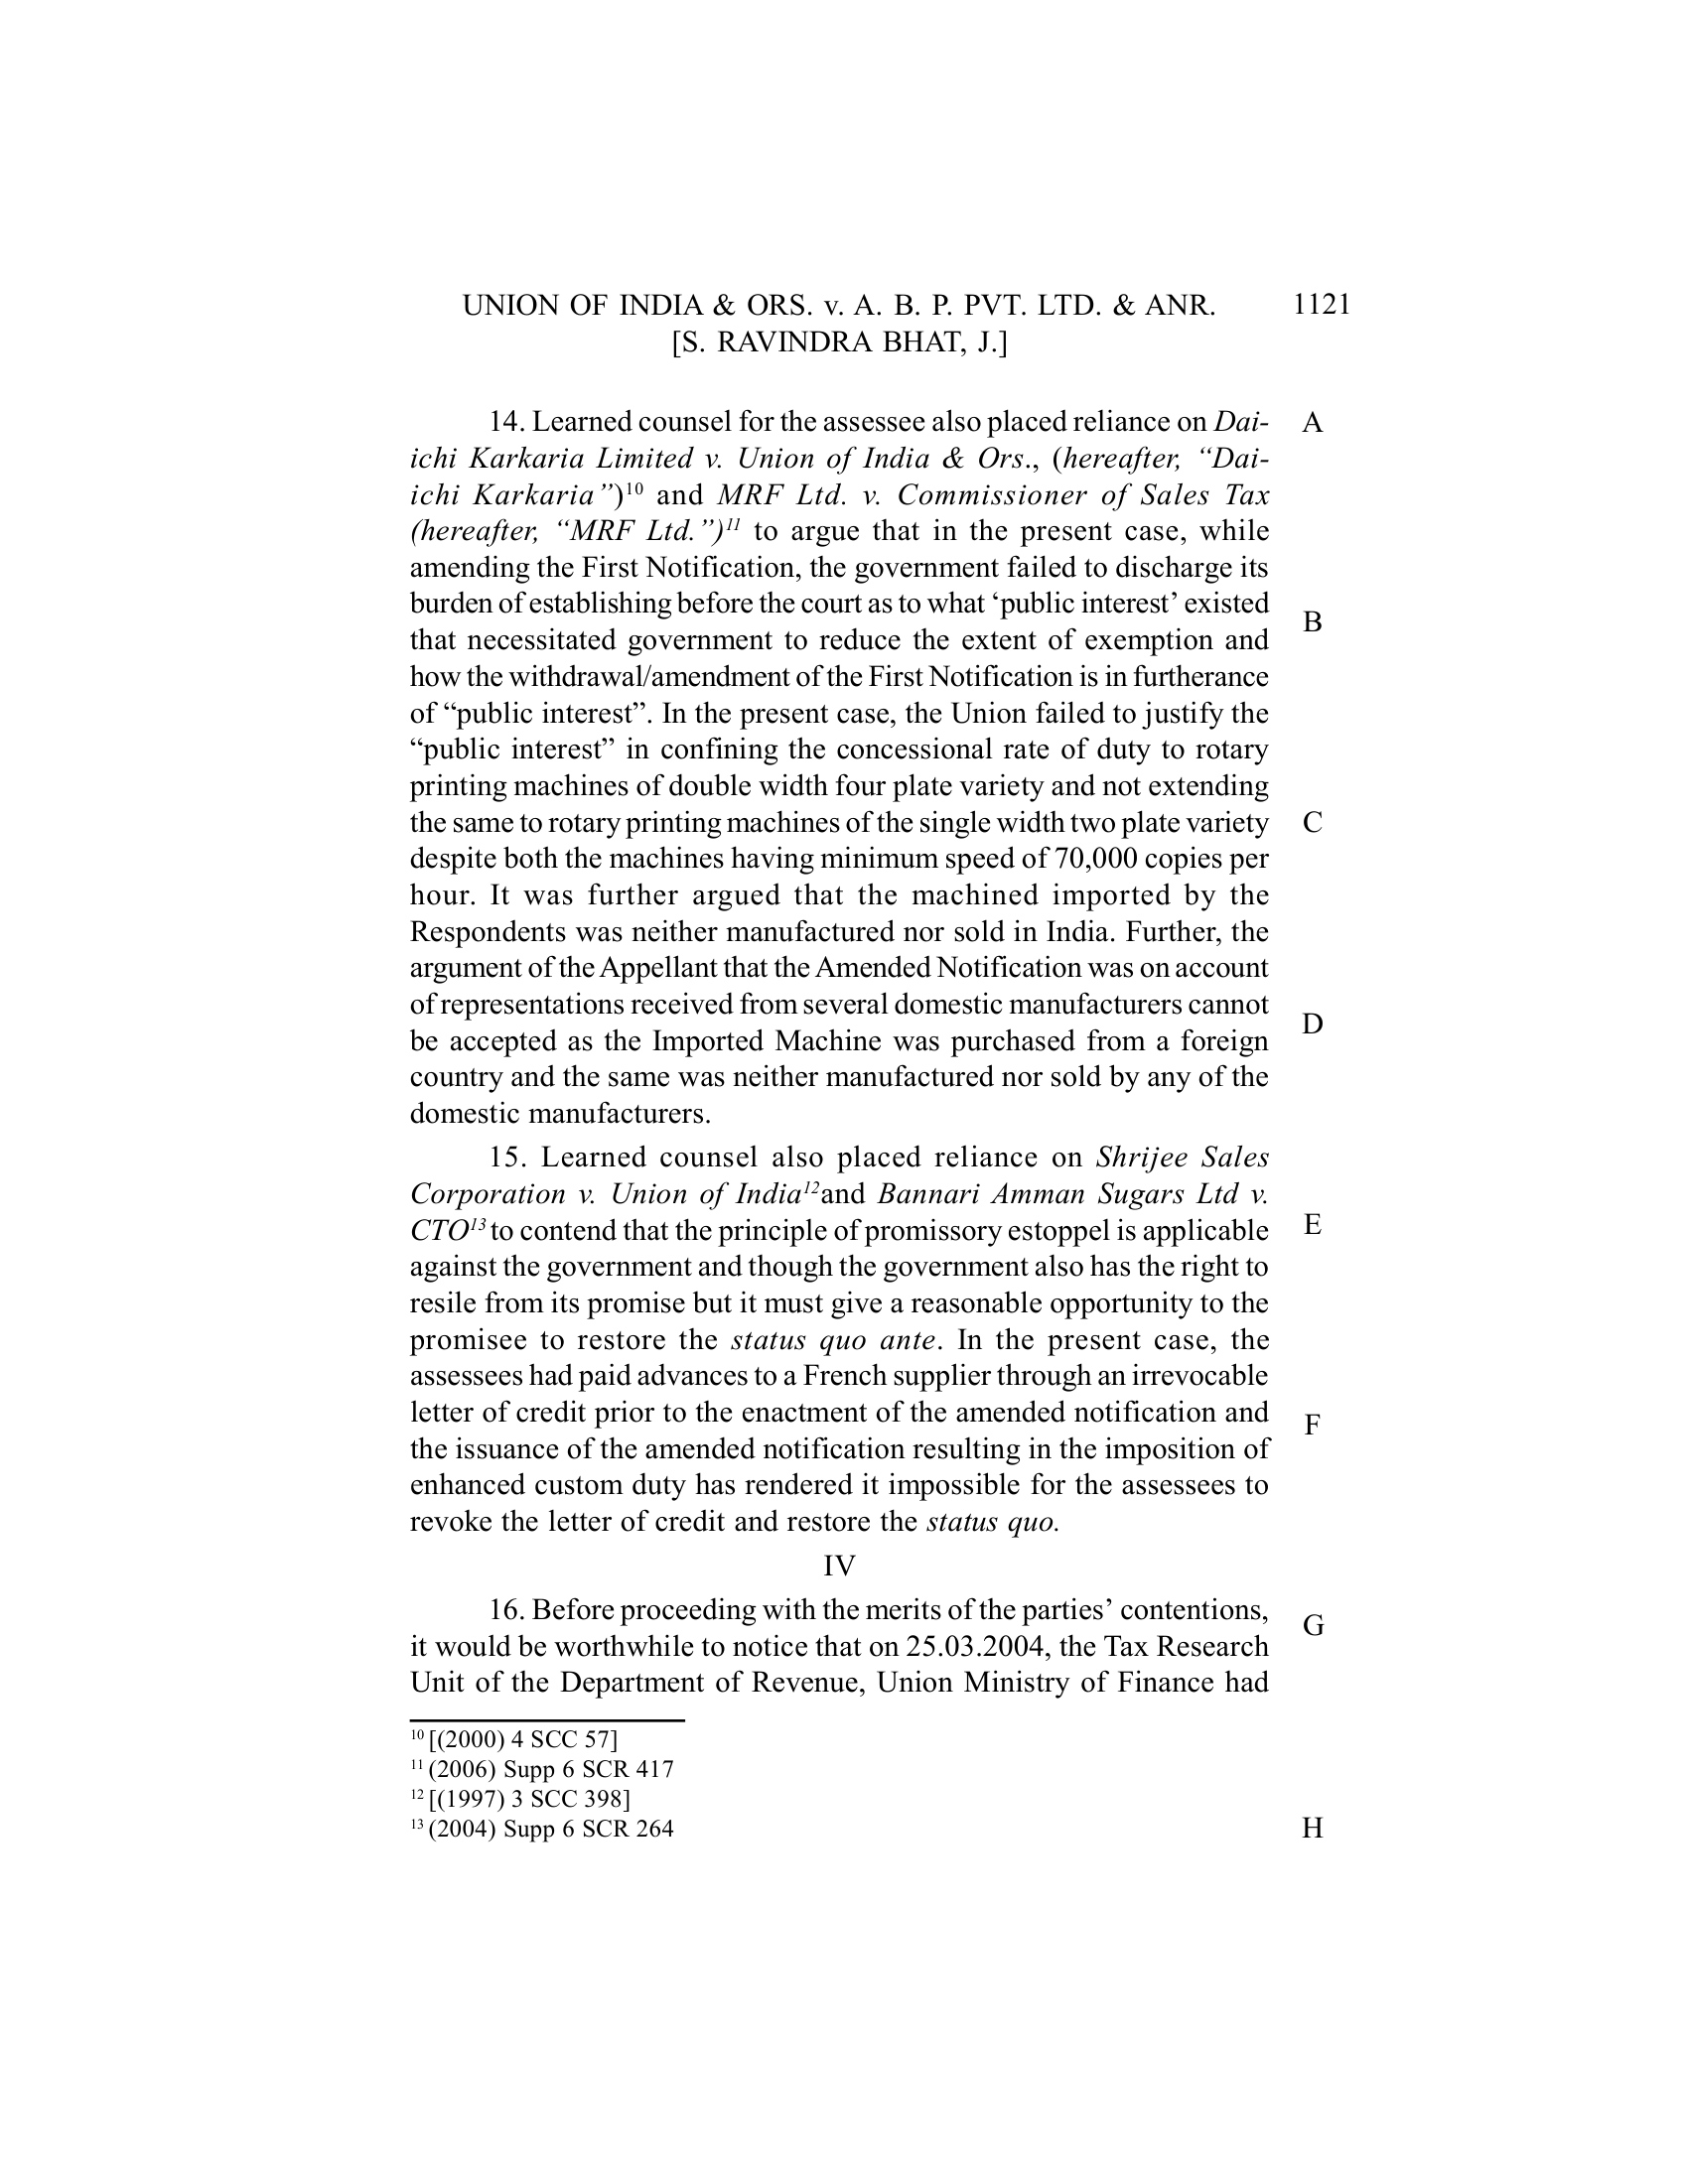 UNION OF INDIA & ORS. v. A. B. P. PVT. LTD. & ANR. 1121
[S. RAVINDRA BHAT, J.]
14. Learned counsel for the assessee also placed reliance on Dai- A
ichi Karkaria Limited v. Union of India & Ors., (hereafter, “Dai-
ichi Karkaria”)10 and MRF Ltd. v. Commissioner of Sales Tax
(hereafter, “MRF Ltd.”)11 to argue that in the present case, while
amending the First Notification, the government failed to discharge its
burden of establishing before the court as to what ‘public interest’ existed
B
that necessitated government to reduce the extent of exemption and
how the withdrawal/amendment of the First Notification is in furtherance
of “public interest”. In the present case, the Union failed to justify the
“public interest” in confining the concessional rate of duty to rotary
printing machines of double width four plate variety and not extending
the same to rotary printing machines of the single width two plate variety C
despite both the machines having minimum speed of 70,000 copies per
hour. It was further argued that the machined imported by the
Respondents was neither manufactured nor sold in India. Further, the
argument of the Appellant that the Amended Notification was on account
of representations received from several domestic manufacturers cannot
D
be accepted as the Imported Machine was purchased from a foreign
country and the same was neither manufactured nor sold by any of the
domestic manufacturers.
15. Learned counsel also placed reliance on Shrijee Sales
Corporation v. Union of India12and Bannari Amman Sugars Ltd v.
CTO13 to contend that the principle of promissory estoppel is applicable E
against the government and though the government also has the right to
resile from its promise but it must give a reasonable opportunity to the
promisee to restore the status quo ante. In the present case, the
assessees had paid advances to a French supplier through an irrevocable
letter of credit prior to the enactment of the amended notification and F
the issuance of the amended notification resulting in the imposition of
enhanced custom duty has rendered it impossible for the assessees to
revoke the letter of credit and restore the status quo.
IV
16. Before proceeding with the merits of the parties’ contentions,
G
it would be worthwhile to notice that on 25.03.2004, the Tax Research
Unit of the Department of Revenue, Union Ministry of Finance had
10 [(2000) 4 SCC 57]
11 (2006) Supp 6 SCR 417
12 [(1997) 3 SCC 398]
13 (2004) Supp 6 SCR 264 H